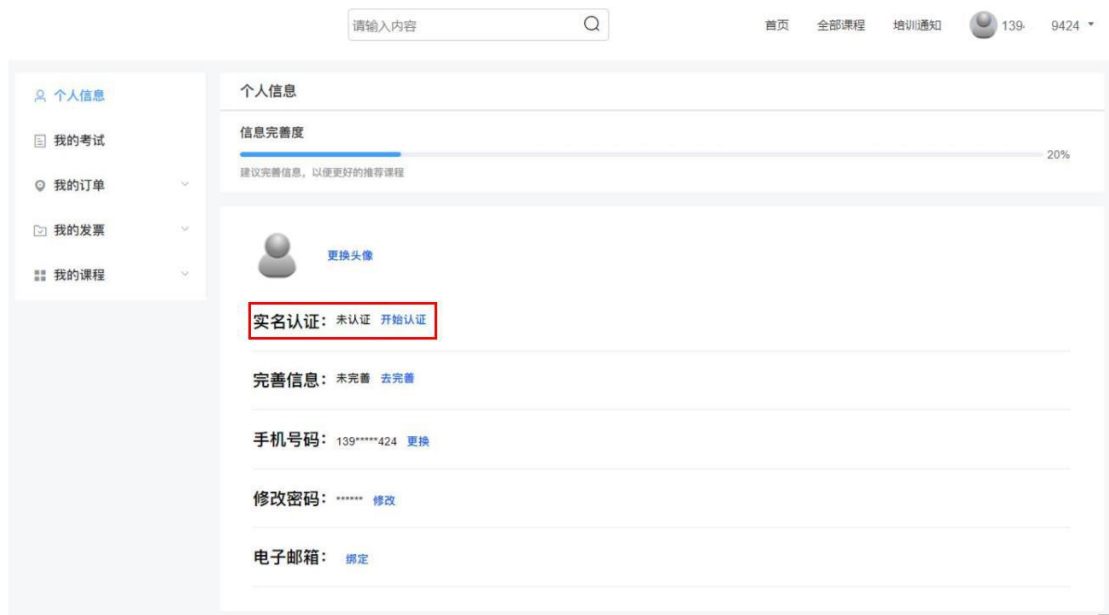 请输入内容 首页 全部课程 培训通知 139 9424
个人信息
我的考试
我的订单
我的发票
我的课程
个人信息
信息完善度
20%
建议完善信息，以便更好的推荐课程
更换头像
实名认证：未认证 开始认证
完善信息：未完善 去完善
手机号码：139*****424 更换
修改密码：****** 修改
电子邮箱： 绑定